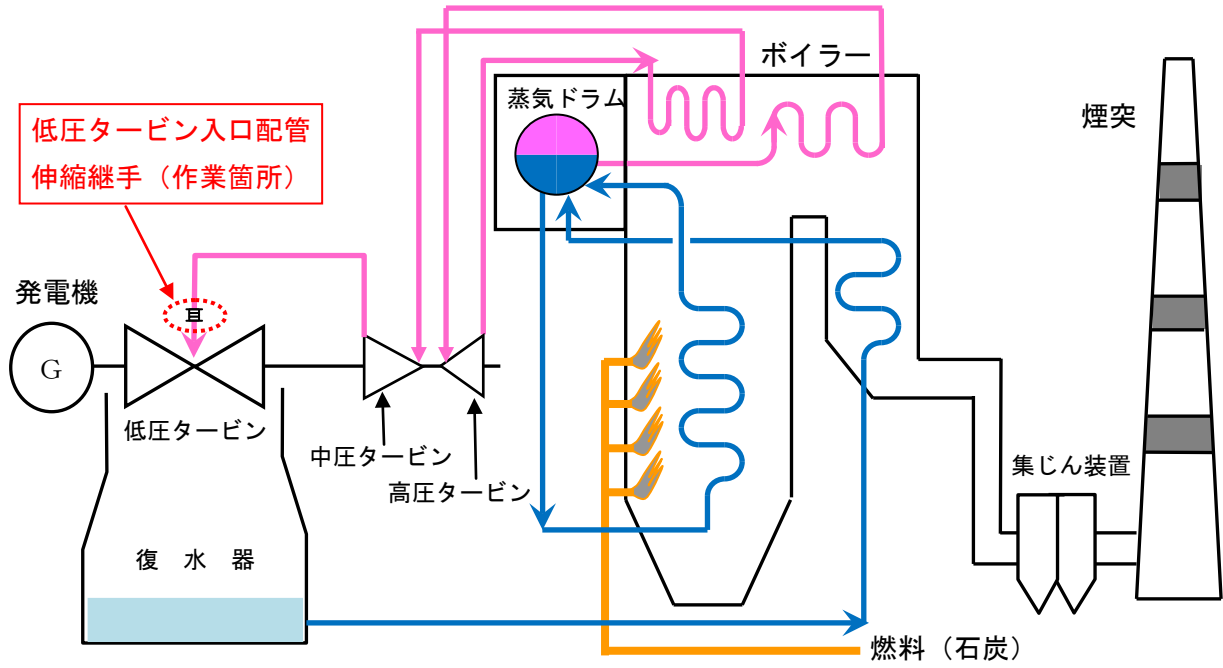 ボイラー
蒸気ドラム
煙突
低圧タービン入口配管
伸縮継手（作業箇所）
発電機
G
低圧タービン
中圧タービン
高圧タービン
集じん装置
復 水 器
燃料（石炭）